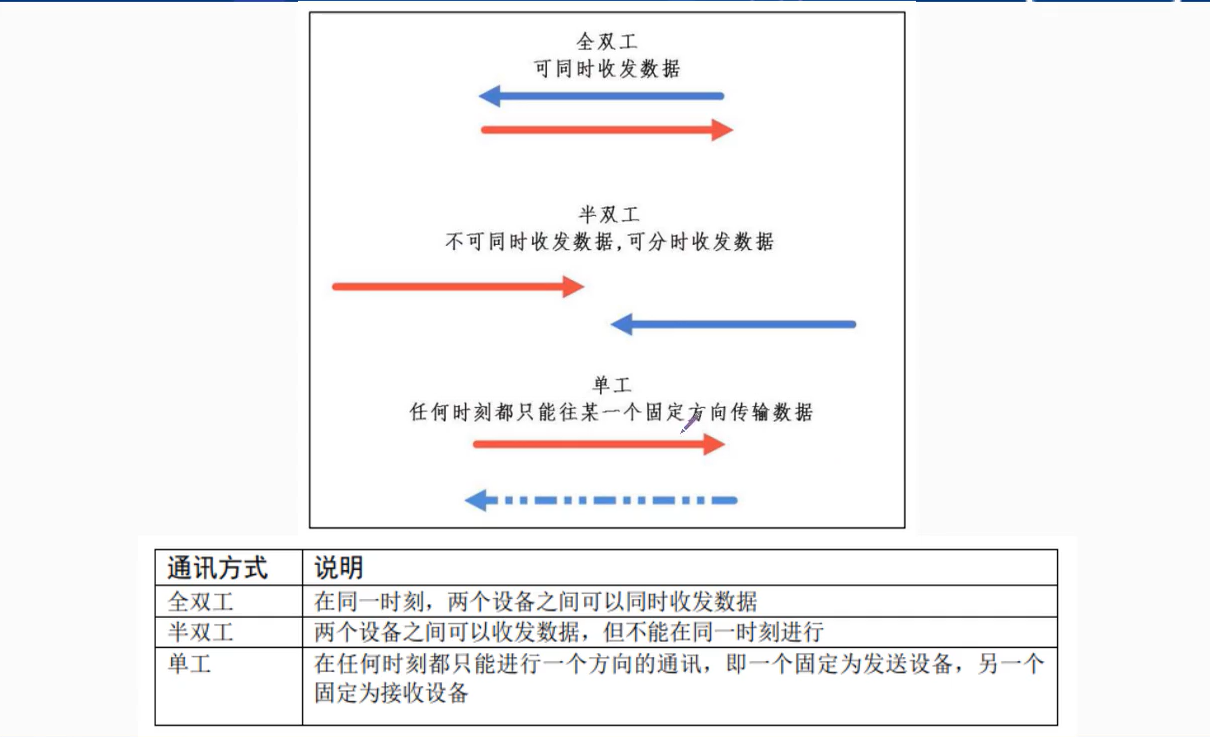 全双工
可同时收发数据
半双工
不可同时收发数据,可分时收发数据
单工
任何时刻都只能往某一个固定方向传输数据
通讯方式 说明
全双工 在同一时刻，两个设备之间可以同时收发数据
半双工 两个设备之间可以收发数据，但不能在同一时刻进行
单工 在任何时刻都只能进行一个方向的通讯，即一个固定为发送设备，另一个
固定为接收设备